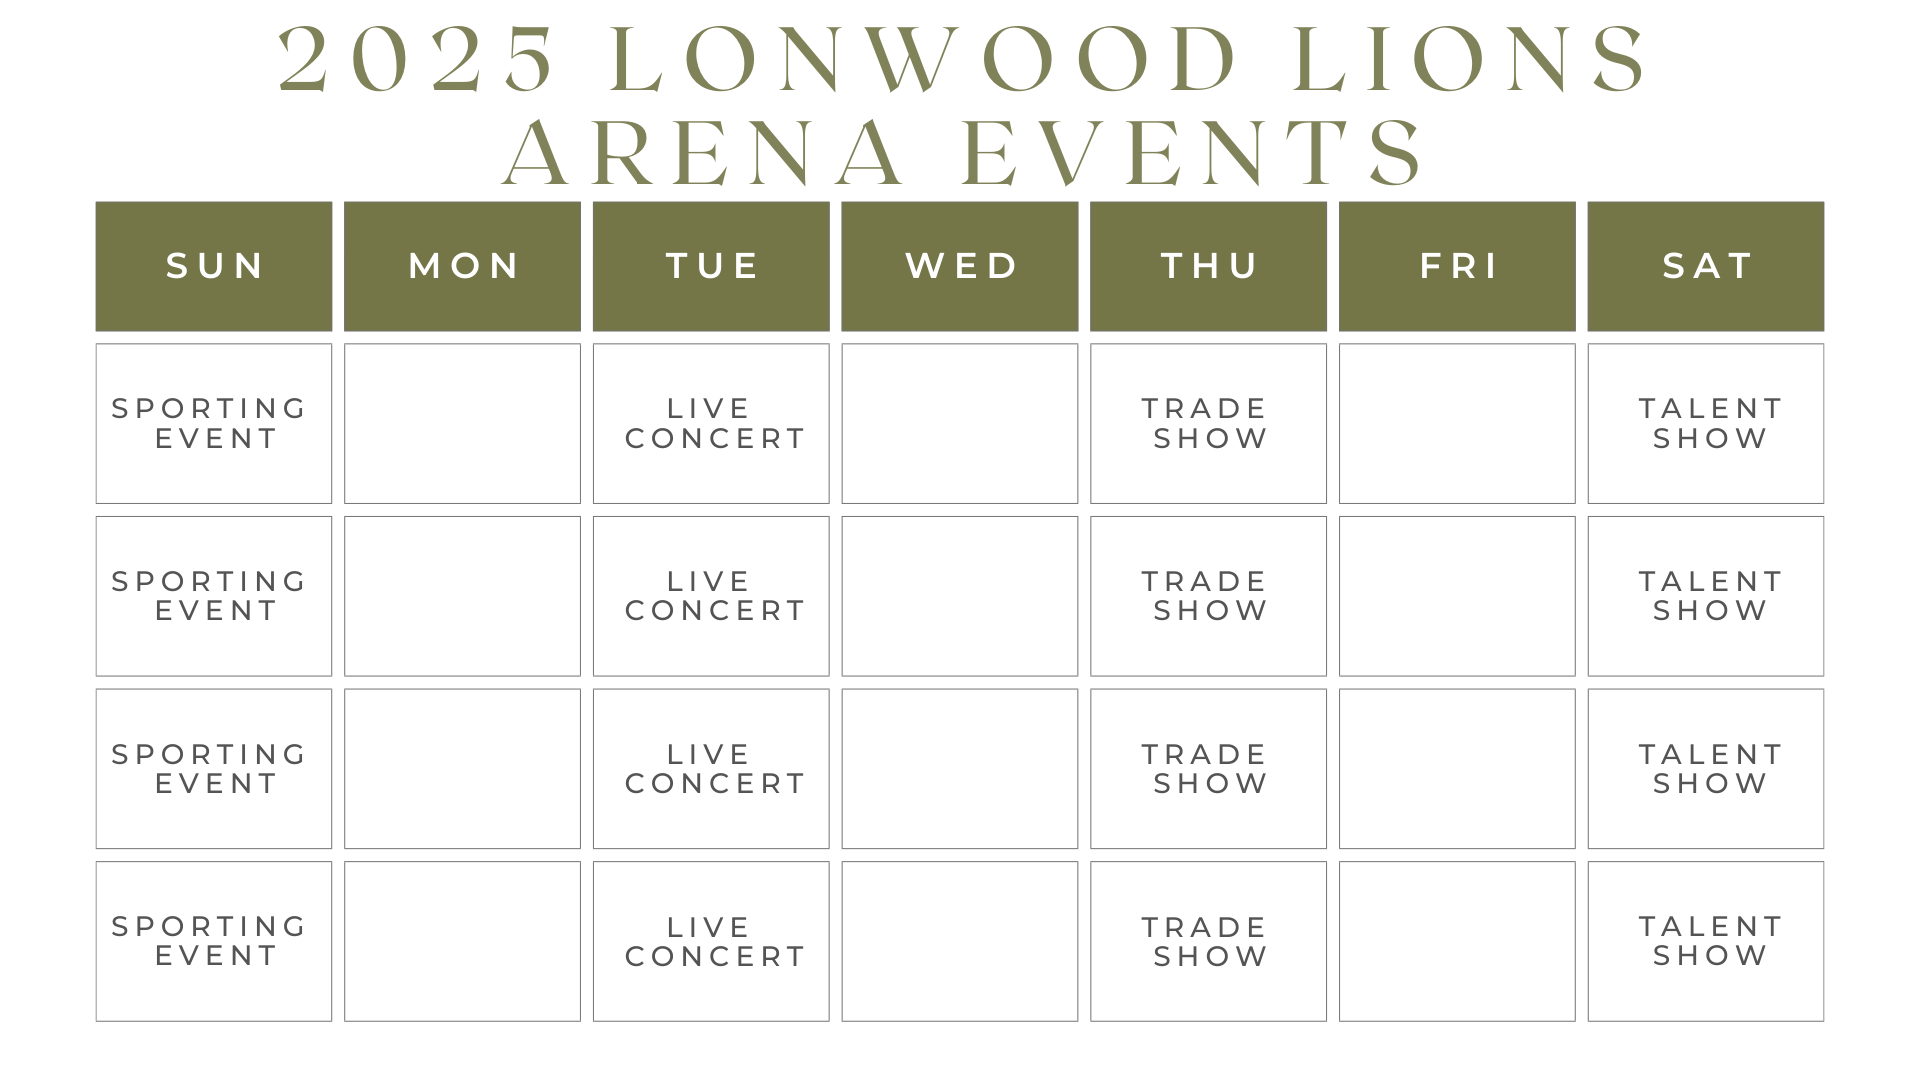 2025 LONWOOD LIONS
ARENA EVENTS
SUN MON TUE WED THU FRI SAT
SPORTING LIVE TRADE TALENT
EVENT CONCERT SHOW SHOW
SPORTING LIVE TRADE TALENT
EVENT CONCERT SHOW SHOW
SPORTING LIVE TRADE TALENT
EVENT CONCERT SHOW SHOW
SPORTING LIVE TRADE TALENT
EVENT CONCERT SHOW SHOW